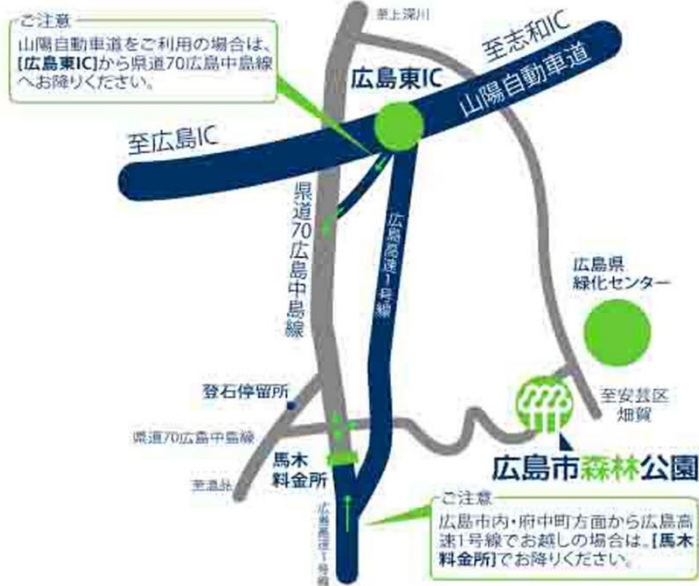 ご注意
山陽自動車道をご利用の場合は、
[広島東IC]から県道70広島中島線
へお降りください。
至上深川
至志和IC
広島東IC
山陽自動車道
至広島IC
県道70広島中島線
広島高速1号線
広島県
緑化センター
登石停留所
至安芸区
畑賀
県道70広島中島線
馬木
料金所
至温品
広島市森林公園
広島高速1号線
ご注意
広島市内・府中町方面から広島高
速1号線でお越しの場合は、[馬木
料金所]でお降りください。